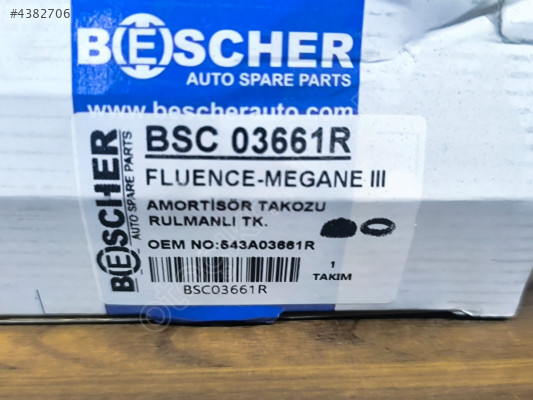 #4382706
BESCHER
AUTO SPARE PARTS
www.bescherauto.com
BESCHER
AUTO SPARE PARTS
BSC 03661R
FLUENCE-MEGANE III
AMORTİSÖR TAKOZU
RULMANLI TK.
OEM NO:543A03661R
1
TAKIM
BSC03661R